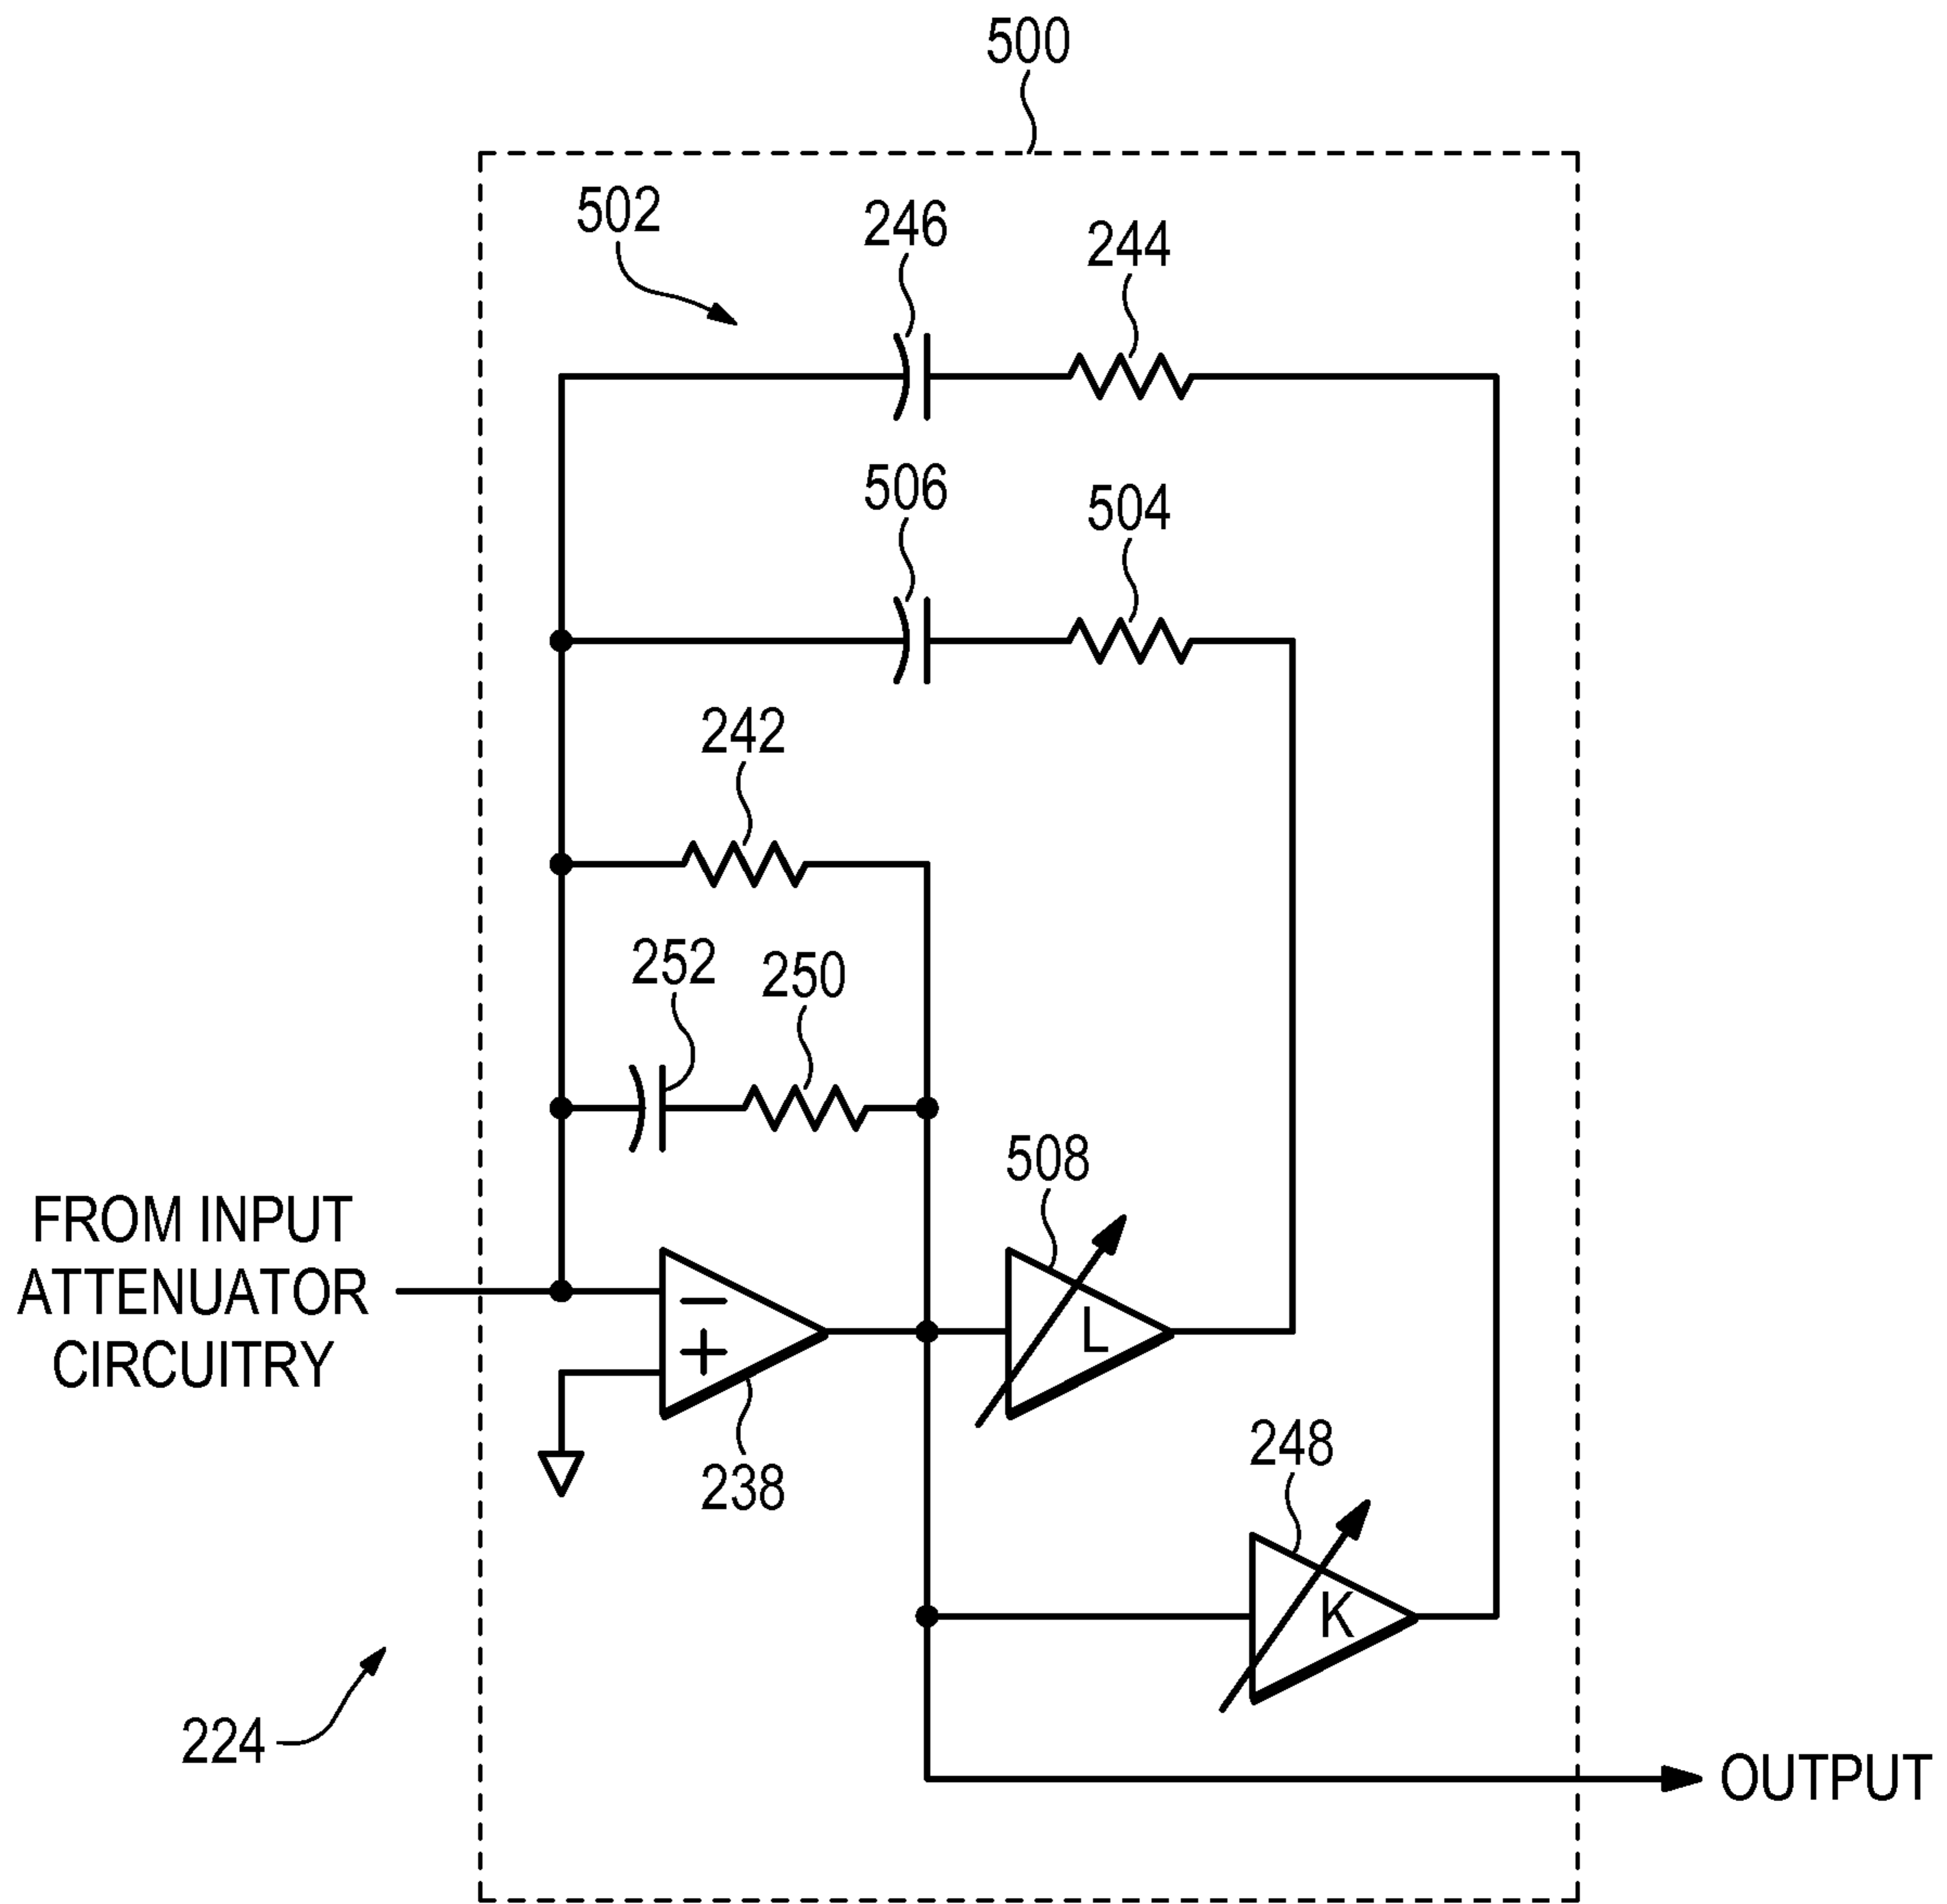 500
502
246
244
506
504
242
252
250
508
FROM INPUT
ATTENUATOR
CIRCUITRY
−
+
L
238
248
K
224
OUTPUT